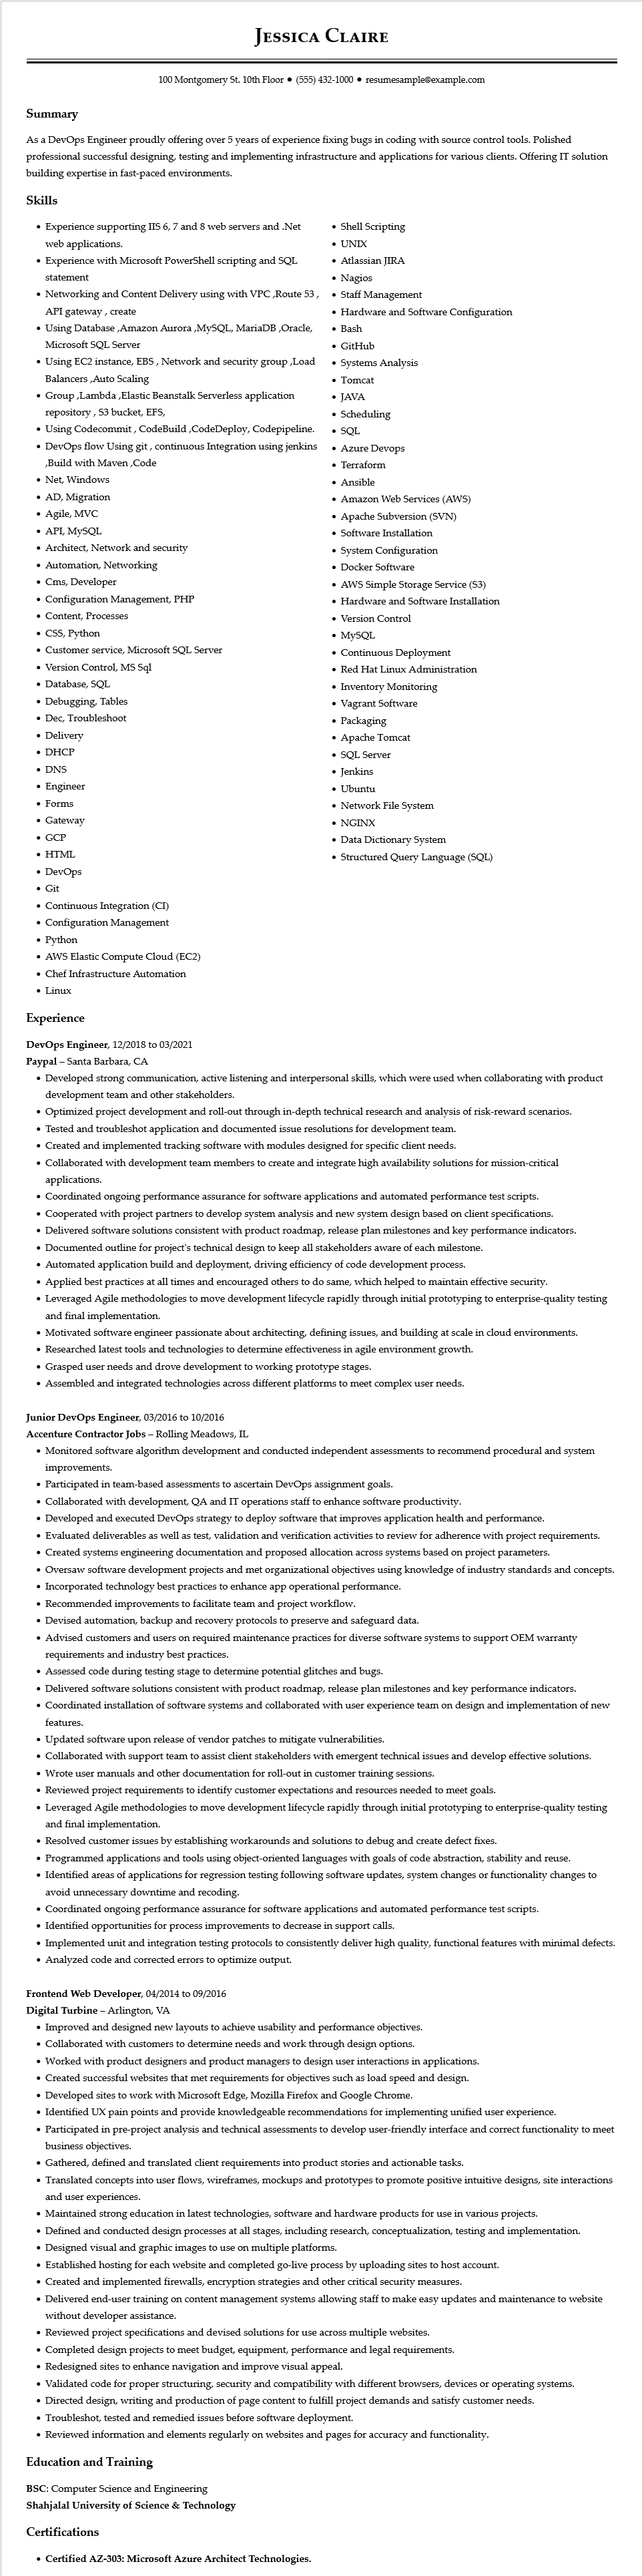 Jessica Claire
100 Montgomery St. 10th Floor • (555) 432-1000 • resumesample@example.com
Summary
As a DevOps Engineer proudly offering over 5 years of experience fixing bugs in coding with source control tools. Polished
professional successful designing, testing and implementing infrastructure and applications for various clients. Offering IT solution
building expertise in fast-paced environments.
Skills
• Experience supporting IIS 6, 7 and 8 web servers and .Net
web applications.
• Experience with Microsoft PowerShell scripting and SQL
statement
• Networking and Content Delivery using with VPC ,Route 53 ,
API gateway , create
• Using Database ,Amazon Aurora ,MySQL, MariaDB ,Oracle,
Microsoft SQL Server
• Using EC2 instance, EBS , Network and security group ,Load
Balancers ,Auto Scaling
• Group ,Lambda ,Elastic Beanstalk Serverless application
repository , S3 bucket, EFS,
• Using Codecommit , CodeBuild ,CodeDeploy, Codepipeline.
• DevOps flow Using git , continuous Integration using jenkins
,Build with Maven ,Code
• Net, Windows
• AD, Migration
• Agile, MVC
• API, MySQL
• Architect, Network and security
• Automation, Networking
• Cms, Developer
• Configuration Management, PHP
• Content, Processes
• CSS, Python
• Customer service, Microsoft SQL Server
• Version Control, MS Sql
• Database, SQL
• Debugging, Tables
• Dec, Troubleshoot
• Delivery
• DHCP
• DNS
• Engineer
• Forms
• Gateway
• GCP
• HTML
• DevOps
• Git
• Continuous Integration (CI)
• Configuration Management
• Python
• AWS Elastic Compute Cloud (EC2)
• Chef Infrastructure Automation
• Linux
• Shell Scripting
• UNIX
• Atlassian JIRA
• Nagios
• Staff Management
• Hardware and Software Configuration
• Bash
• GitHub
• Systems Analysis
• Tomcat
• JAVA
• Scheduling
• SQL
• Azure Devops
• Terraform
• Ansible
• Amazon Web Services (AWS)
• Apache Subversion (SVN)
• Software Installation
• System Configuration
• Docker Software
• AWS Simple Storage Service (S3)
• Hardware and Software Installation
• Version Control
• MySQL
• Continuous Deployment
• Red Hat Linux Administration
• Inventory Monitoring
• Vagrant Software
• Packaging
• Apache Tomcat
• SQL Server
• Jenkins
• Ubuntu
• Network File System
• NGINX
• Data Dictionary System
• Structured Query Language (SQL)
Experience
DevOps Engineer, 12/2018 to 03/2021
Paypal – Santa Barbara, CA
• Developed strong communication, active listening and interpersonal skills, which were used when collaborating with product
development team and other stakeholders.
• Optimized project development and roll-out through in-depth technical research and analysis of risk-reward scenarios.
• Tested and troubleshot application and documented issue resolutions for development team.
• Created and implemented tracking software with modules designed for specific client needs.
• Collaborated with development team members to create and integrate high availability solutions for mission-critical
applications.
• Coordinated ongoing performance assurance for software applications and automated performance test scripts.
• Cooperated with project partners to develop system analysis and new system design based on client specifications.
• Delivered software solutions consistent with product roadmap, release plan milestones and key performance indicators.
• Documented outline for project's technical design to keep all stakeholders aware of each milestone.
• Automated application build and deployment, driving efficiency of code development process.
• Applied best practices at all times and encouraged others to do same, which helped to maintain effective security.
• Leveraged Agile methodologies to move development lifecycle rapidly through initial prototyping to enterprise-quality testing
and final implementation.
• Motivated software engineer passionate about architecting, defining issues, and building at scale in cloud environments.
• Researched latest tools and technologies to determine effectiveness in agile environment growth.
• Grasped user needs and drove development to working prototype stages.
• Assembled and integrated technologies across different platforms to meet complex user needs.
Junior DevOps Engineer, 03/2016 to 10/2016
Accenture Contractor Jobs – Rolling Meadows, IL
• Monitored software algorithm development and conducted independent assessments to recommend procedural and system
improvements.
• Participated in team-based assessments to ascertain DevOps assignment goals.
• Collaborated with development, QA and IT operations staff to enhance software productivity.
• Developed and executed DevOps strategy to deploy software that improves application health and performance.
• Evaluated deliverables as well as test, validation and verification activities to review for adherence with project requirements.
• Created systems engineering documentation and proposed allocation across systems based on project parameters.
• Oversaw software development projects and met organizational objectives using knowledge of industry standards and concepts.
• Incorporated technology best practices to enhance app operational performance.
• Recommended improvements to facilitate team and project workflow.
• Devised automation, backup and recovery protocols to preserve and safeguard data.
• Advised customers and users on required maintenance practices for diverse software systems to support OEM warranty
requirements and industry best practices.
• Assessed code during testing stage to determine potential glitches and bugs.
• Delivered software solutions consistent with product roadmap, release plan milestones and key performance indicators.
• Coordinated installation of software systems and collaborated with user experience team on design and implementation of new
features.
• Updated software upon release of vendor patches to mitigate vulnerabilities.
• Collaborated with support team to assist client stakeholders with emergent technical issues and develop effective solutions.
• Wrote user manuals and other documentation for roll-out in customer training sessions.
• Reviewed project requirements to identify customer expectations and resources needed to meet goals.
• Leveraged Agile methodologies to move development lifecycle rapidly through initial prototyping to enterprise-quality testing
and final implementation.
• Resolved customer issues by establishing workarounds and solutions to debug and create defect fixes.
• Programmed applications and tools using object-oriented languages with goals of code abstraction, stability and reuse.
• Identified areas of applications for regression testing following software updates, system changes or functionality changes to
avoid unnecessary downtime and recoding.
• Coordinated ongoing performance assurance for software applications and automated performance test scripts.
• Identified opportunities for process improvements to decrease in support calls.
• Implemented unit and integration testing protocols to consistently deliver high quality, functional features with minimal defects.
• Analyzed code and corrected errors to optimize output.
Frontend Web Developer, 04/2014 to 09/2016
Digital Turbine – Arlington, VA
• Improved and designed new layouts to achieve usability and performance objectives.
• Collaborated with customers to determine needs and work through design options.
• Worked with product designers and product managers to design user interactions in applications.
• Created successful websites that met requirements for objectives such as load speed and design.
• Developed sites to work with Microsoft Edge, Mozilla Firefox and Google Chrome.
• Identified UX pain points and provide knowledgeable recommendations for implementing unified user experience.
• Participated in pre-project analysis and technical assessments to develop user-friendly interface and correct functionality to meet
business objectives.
• Gathered, defined and translated client requirements into product stories and actionable tasks.
• Translated concepts into user flows, wireframes, mockups and prototypes to promote positive intuitive designs, site interactions
and user experiences.
• Maintained strong education in latest technologies, software and hardware products for use in various projects.
• Defined and conducted design processes at all stages, including research, conceptualization, testing and implementation.
• Designed visual and graphic images to use on multiple platforms.
• Established hosting for each website and completed go-live process by uploading sites to host account.
• Created and implemented firewalls, encryption strategies and other critical security measures.
• Delivered end-user training on content management systems allowing staff to make easy updates and maintenance to website
without developer assistance.
• Reviewed project specifications and devised solutions for use across multiple websites.
• Completed design projects to meet budget, equipment, performance and legal requirements.
• Redesigned sites to enhance navigation and improve visual appeal.
• Validated code for proper structuring, security and compatibility with different browsers, devices or operating systems.
• Directed design, writing and production of page content to fulfill project demands and satisfy customer needs.
• Troubleshot, tested and remedied issues before software deployment.
• Reviewed information and elements regularly on websites and pages for accuracy and functionality.
Education and Training
BSC: Computer Science and Engineering
Shahjalal University of Science & Technology
Certifications
• Certified AZ-303: Microsoft Azure Architect Technologies.